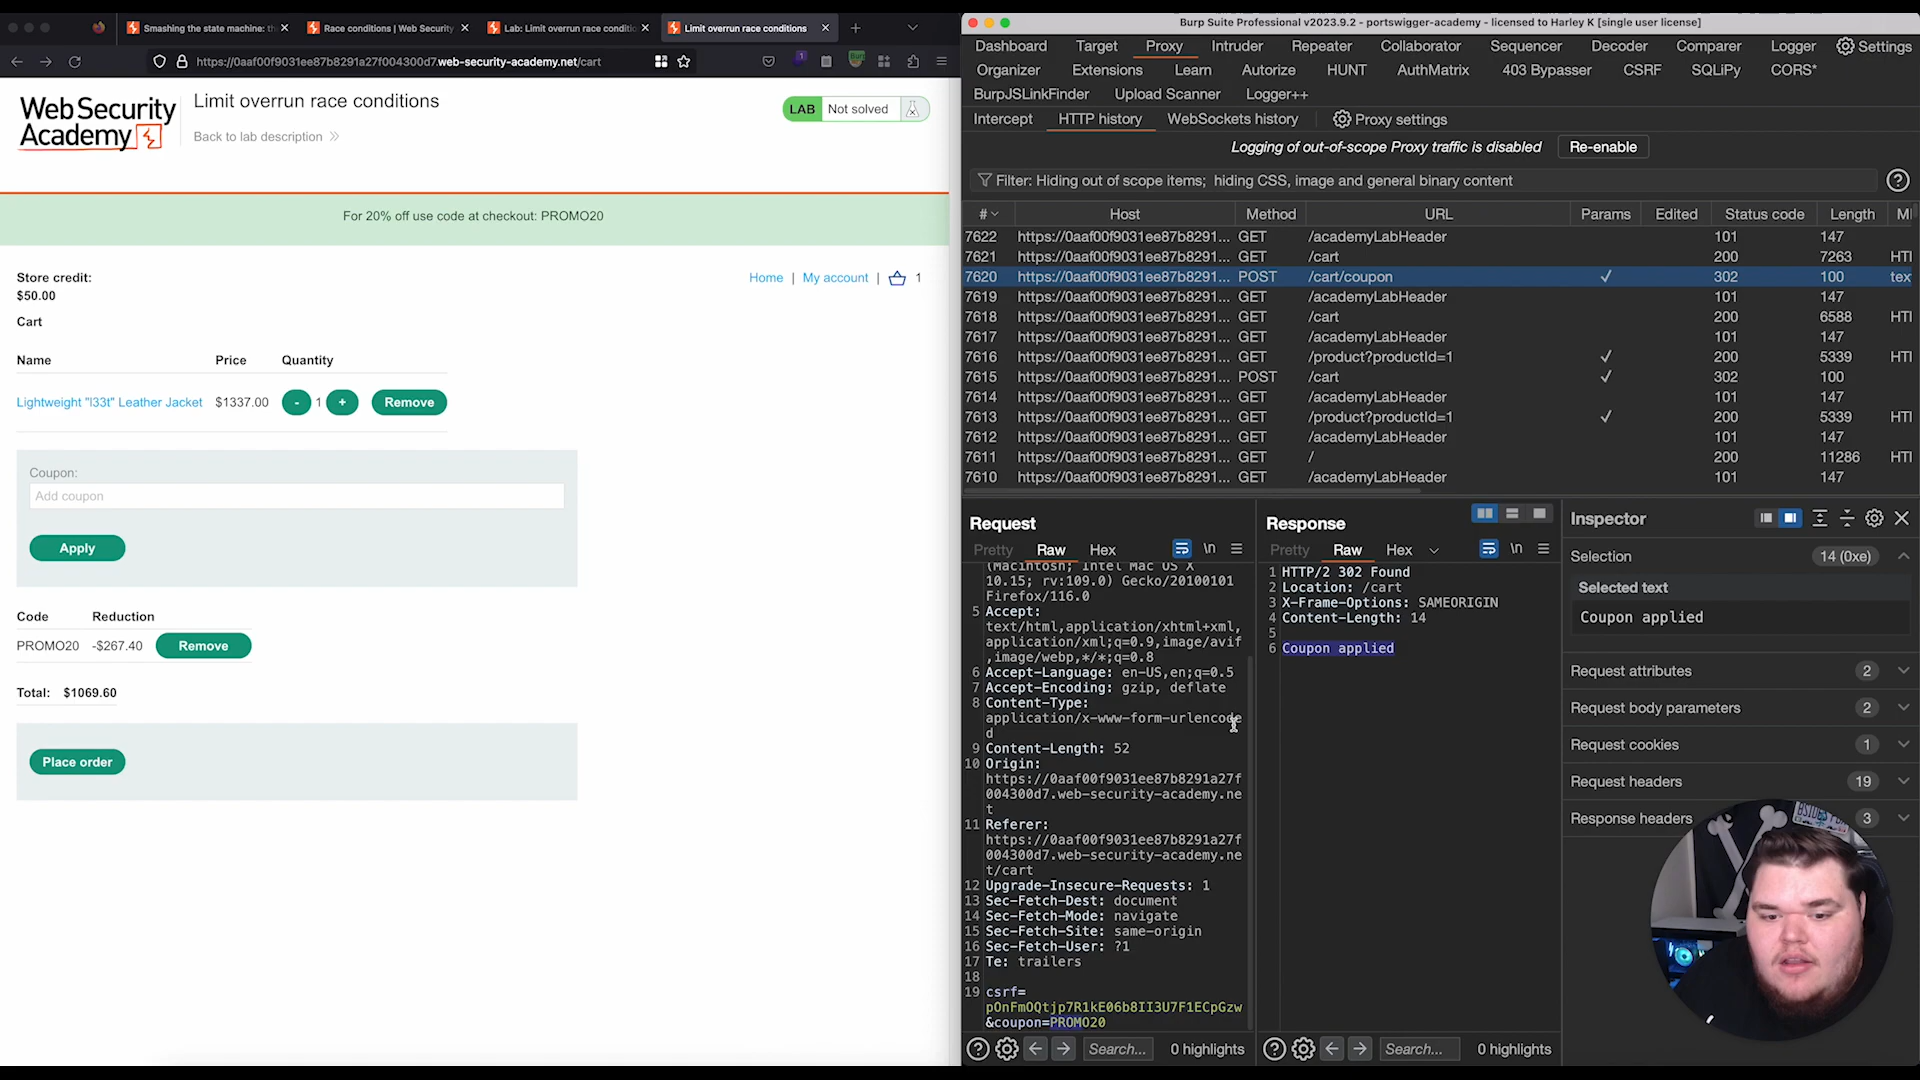 Smashing the state machine: th
Race conditions | Web Security
Lab: Limit overrun race conditi
Limit overrun race conditions
https://0aaf00f9031ee87b8291a27f004300d7.web-security-academy.net/cart
Web Security
Academy
Limit overrun race conditions
Back to lab description
LAB
Not solved
For 20% off use code at checkout: PROMO20
Store credit:
$50.00
Home | My account | 1
Cart
Name Price Quantity
Lightweight "l33t" Leather Jacket $1337.00 - 1 + Remove
Coupon:
Add coupon
Apply
Code Reduction
PROMO20 -$267.40 Remove
Total: $1069.60
Place order
Burp Suite Professional v2023.9.2 - portswigger-academy - licensed to Harley K [single user license]
Dashboard Target Proxy Intruder Repeater Collaborator Sequencer Decoder Comparer Logger Settings
Organizer Extensions Learn Autorize HUNT AuthMatrix 403 Bypasser CSRF SQLiPy CORS*
BurpJSLinkFinder Upload Scanner Logger++
Intercept HTTP history WebSockets history Proxy settings
Logging of out-of-scope Proxy traffic is disabled Re-enable
Filter: Hiding out of scope items; hiding CSS, image and general binary content
# Host Method URL Params Edited Status code Length MI
7622 https://0aaf00f9031ee87b8291... GET /academyLabHeader 101 147
7621 https://0aaf00f9031ee87b8291... GET /cart 200 7263 HTI
7620 https://0aaf00f9031ee87b8291... POST /cart/coupon ✓ 302 100 tex
7619 https://0aaf00f9031ee87b8291... GET /academyLabHeader 101 147
7618 https://0aaf00f9031ee87b8291... GET /cart 200 6588 HTI
7617 https://0aaf00f9031ee87b8291... GET /academyLabHeader 101 147
7616 https://0aaf00f9031ee87b8291... GET /product?productId=1 ✓ 200 5339 HTI
7615 https://0aaf00f9031ee87b8291... POST /cart ✓ 302 100
7614 https://0aaf00f9031ee87b8291... GET /academyLabHeader 101 147
7613 https://0aaf00f9031ee87b8291... GET /product?productId=1 ✓ 200 5339 HTI
7612 https://0aaf00f9031ee87b8291... GET /academyLabHeader 101 147
7611 https://0aaf00f9031ee87b8291... GET / 200 11286 HTI
7610 https://0aaf00f9031ee87b8291... GET /academyLabHeader 101 147
Request
Pretty Raw Hex \n
(Macintosh; Intel Mac OS X
10.15; rv:109.0) Gecko/20100101
Firefox/116.0
5 Accept:
text/html,application/xhtml+xml,
application/xml;q=0.9,image/avif
,image/webp,*/*;q=0.8
6 Accept-Language: en-US,en;q=0.5
7 Accept-Encoding: gzip, deflate
8 Content-Type:
application/x-www-form-urlencode
d
9 Content-Length: 52
10 Origin:
https://0aaf00f9031ee87b8291a27f
004300d7.web-security-academy.ne
t
11 Referer:
https://0aaf00f9031ee87b8291a27f
004300d7.web-security-academy.ne
t/cart
12 Upgrade-Insecure-Requests: 1
13 Sec-Fetch-Dest: document
14 Sec-Fetch-Mode: navigate
15 Sec-Fetch-Site: same-origin
16 Sec-Fetch-User: ?1
17 Te: trailers
18
19 csrf=
pOnFmOQtjp7R1kE06b8II3U7F1ECpGzw
&coupon=PROMO20
Search... 0 highlights
Response
Pretty Raw Hex \n
1 HTTP/2 302 Found
2 Location: /cart
3 X-Frame-Options: SAMEORIGIN
4 Content-Length: 14
5
6 Coupon applied
Search... 0 highlights
Inspector
Selection 14 (0xe)
Selected text
Coupon applied
Request attributes 2
Request body parameters 2
Request cookies 1
Request headers 19
Response headers 3